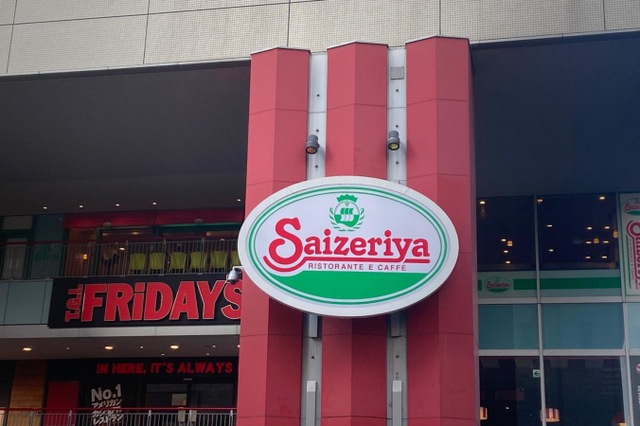 Saizeriya
RISTORANTE E CAFFÈ
T.G.I. FRiDAYS
IN HERE, IT'S ALWAYS
No.1
アメリカン
レストラン
Saizeriya